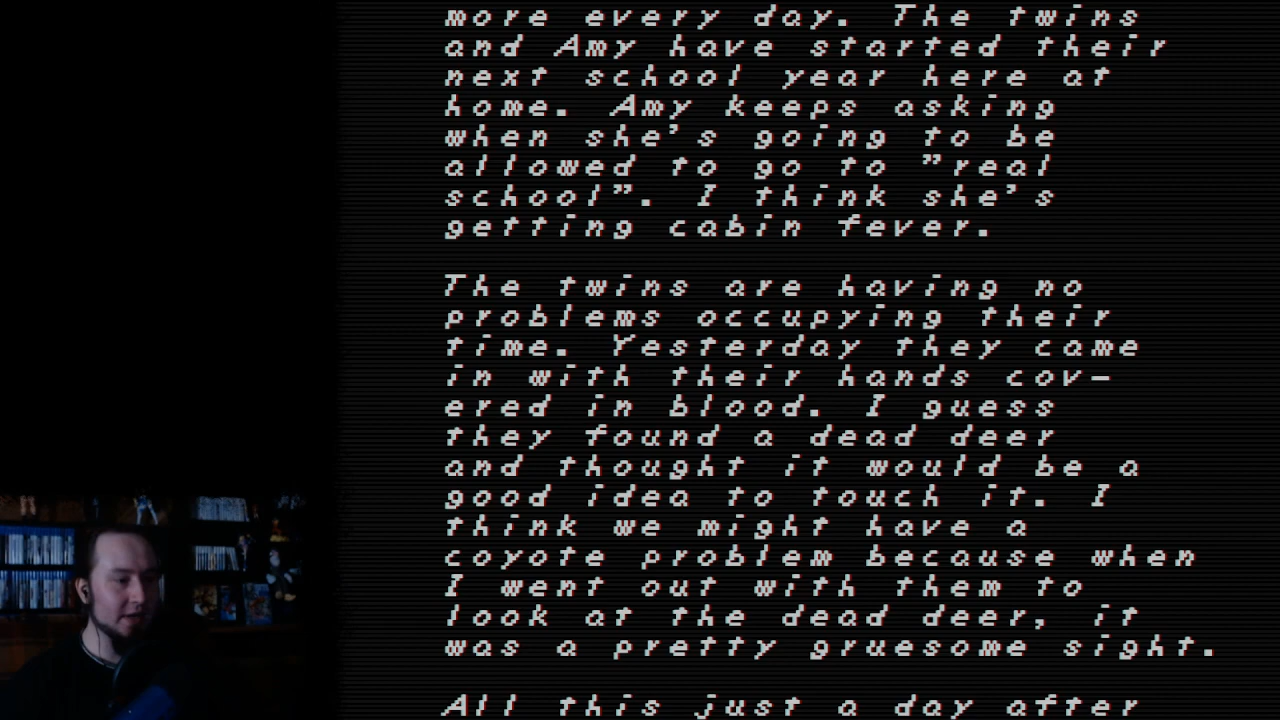 more every day. The twins
and Amy have started their
next school year here at
home. Amy keeps asking
when she's going to be
allowed to go to "real
school". I think she's
getting cabin fever.
The twins are having no
problems occupying their
time. Yesterday they came
in with their hands cov-
ered in blood. I guess
they found a dead deer
and thought it would be a
good idea to touch it. I
think we might have a
coyote problem because when
I went out with them to
look at the dead deer, it
was a pretty gruesome sight.
All this just a day after